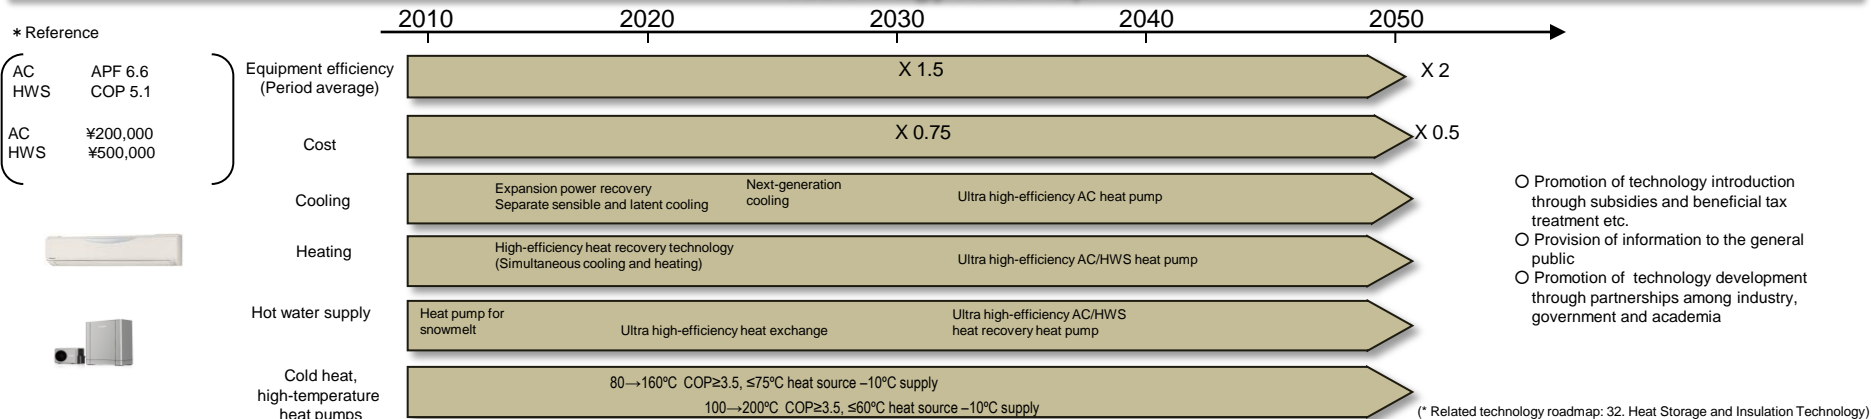 2010 2020 2030 2040 2050
* Reference
AC APF 6.6
HWS COP 5.1
AC ¥200,000
HWS ¥500,000
Equipment efficiency
(Period average)
X 1.5
X 2
Cost
X 0.75
X 0.5
Cooling
Expansion power recovery
Separate sensible and latent cooling
Next-generation
cooling
Ultra high-efficiency AC heat pump
Heating
High-efficiency heat recovery technology
(Simultaneous cooling and heating)
Ultra high-efficiency AC/HWS heat pump
Hot water supply
Heat pump for
snowmelt
Ultra high-efficiency heat exchange
Ultra high-efficiency AC/HWS
heat recovery heat pump
Cold heat,
high-temperature
heat pumps
80→160ºC COP≥3.5, ≤75ºC heat source –10ºC supply
100→200ºC COP≥3.5, ≤60ºC heat source –10ºC supply
○ Promotion of technology introduction
through subsidies and beneficial tax
treatment etc.
○ Provision of information to the general
public
○ Promotion of technology development
through partnerships among industry,
government and academia
(* Related technology roadmap: 32. Heat Storage and Insulation Technology)